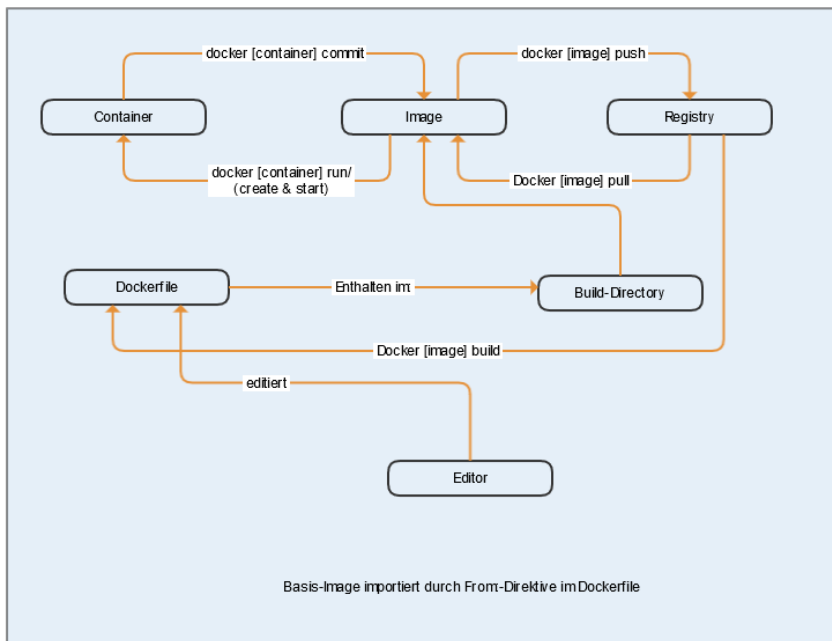 docker [container] commit
docker [image] push
Container
Image
Registry
docker [container] run/
(create & start)
Docker [image] pull
Dockerfile
Enthalten im:
Build-Directory
Docker [image] build
editiert
Editor
Basis-Image importiert durch From:-Direktive im Dockerfile